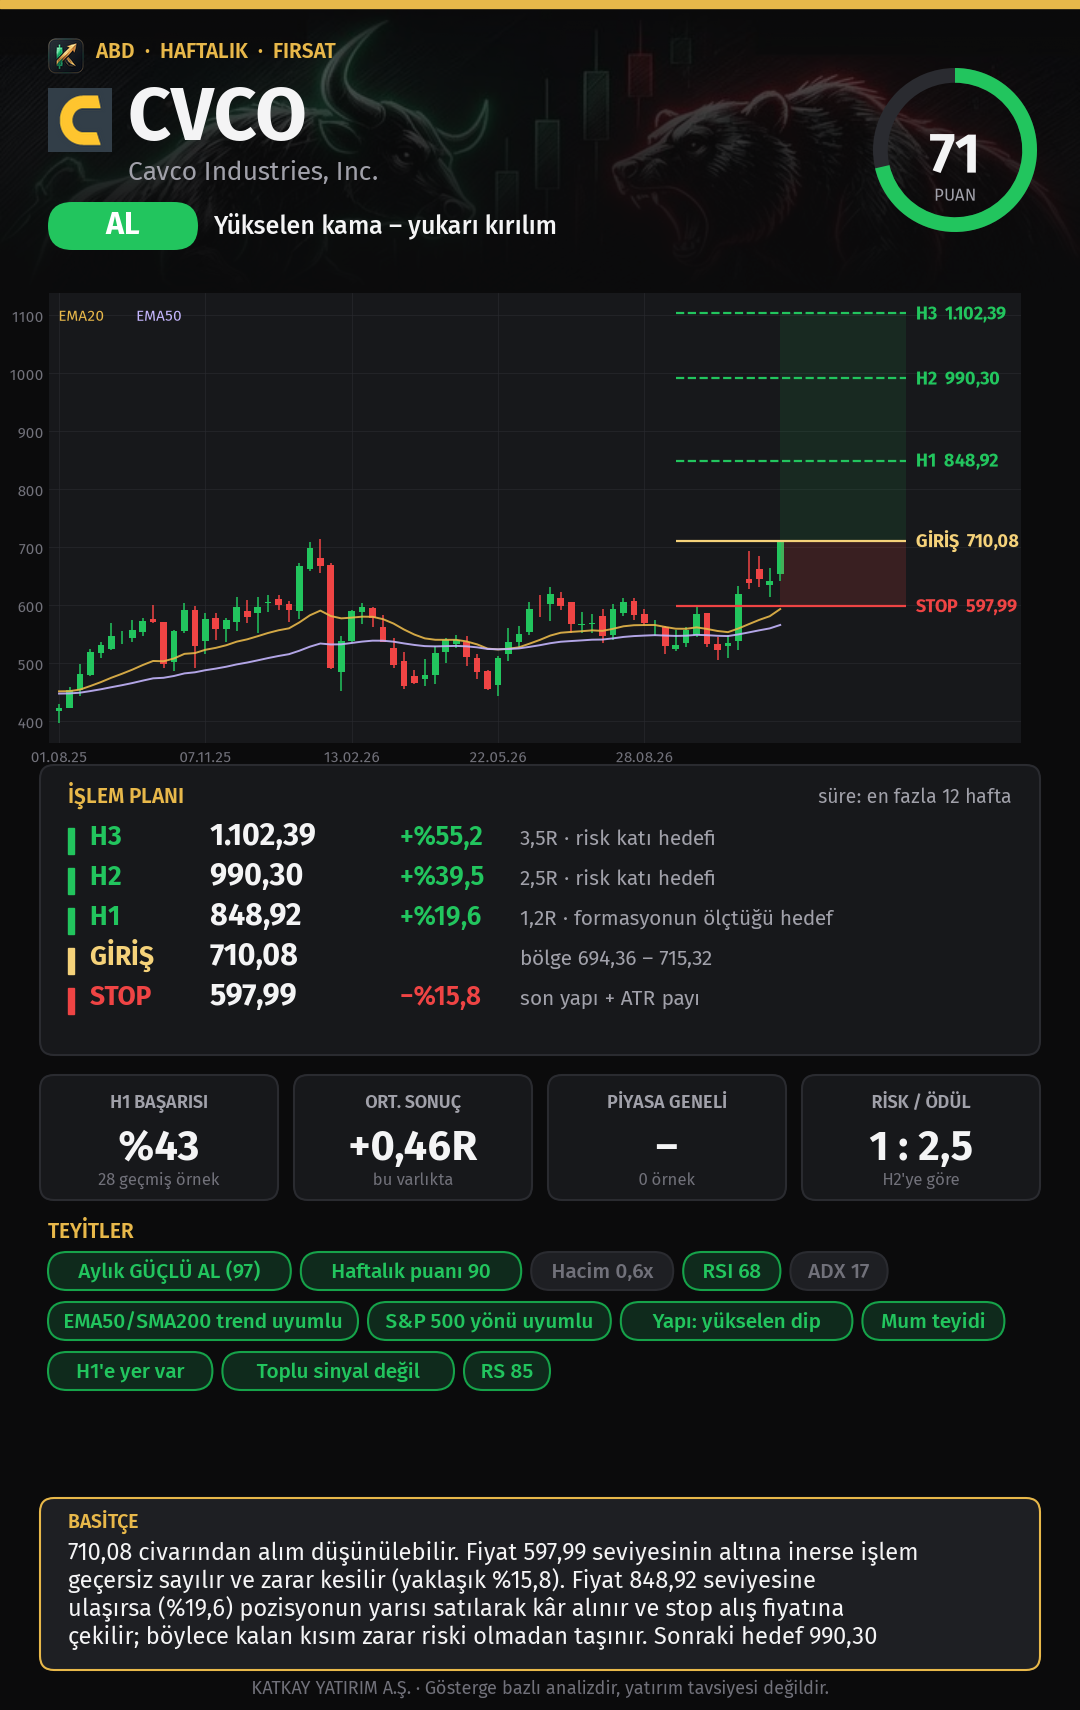 ABD · HAFTALIK · FIRSAT
CVCO
Cavco Industries, Inc.
AL Yükselen kama – yukarı kırılım
71
PUAN
EMA20 EMA50
1100
1000
900
800
700
600
500
400
H3 1.102,39
H2 990,30
H1 848,92
GİRİŞ 710,08
STOP 597,99
01.08.25 07.11.25 13.02.26 22.05.26 28.08.26
İŞLEM PLANI süre: en fazla 12 hafta
H3 1.102,39 +%55,2 3,5R · risk katı hedefi
H2 990,30 +%39,5 2,5R · risk katı hedefi
H1 848,92 +%19,6 1,2R · formasyonun ölçtüğü hedef
GİRİŞ 710,08 bölge 694,36 – 715,32
STOP 597,99 −%15,8 son yapı + ATR payı
H1 BAŞARISI
%43
28 geçmiş örnek
ORT. SONUÇ
+0,46R
bu varlıkta
PİYASA GENELİ
–
0 örnek
RİSK / ÖDÜL
1 : 2,5
H2'ye göre
TEYİTLER
Aylık GÜÇLÜ AL (97) Haftalık puanı 90 Hacim 0,6x RSI 68 ADX 17
EMA50/SMA200 trend uyumlu S&P 500 yönü uyumlu Yapı: yükselen dip Mum teyidi
H1'e yer var Toplu sinyal değil RS 85
BASİTÇE
710,08 civarından alım düşünülebilir. Fiyat 597,99 seviyesinin altına inerse işlem
geçersiz sayılır ve zarar kesilir (yaklaşık %15,8). Fiyat 848,92 seviyesine
ulaşırsa (%19,6) pozisyonun yarısı satılarak kâr alınır ve stop alış fiyatına
çekilir; böylece kalan kısım zarar riski olmadan taşınır. Sonraki hedef 990,30
KATKAY YATIRIM A.Ş. · Gösterge bazlı analizdir, yatırım tavsiyesi değildir.